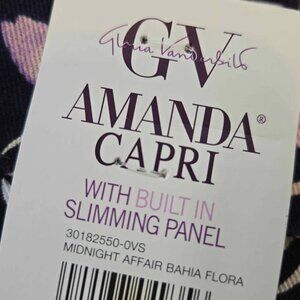 GV
Gloria Vanderbilt
AMANDA®
CAPRI
WITH BUILT IN
SLIMMING PANEL
30182550-0VS
MIDNIGHT AFFAIR BAHIA FLORA